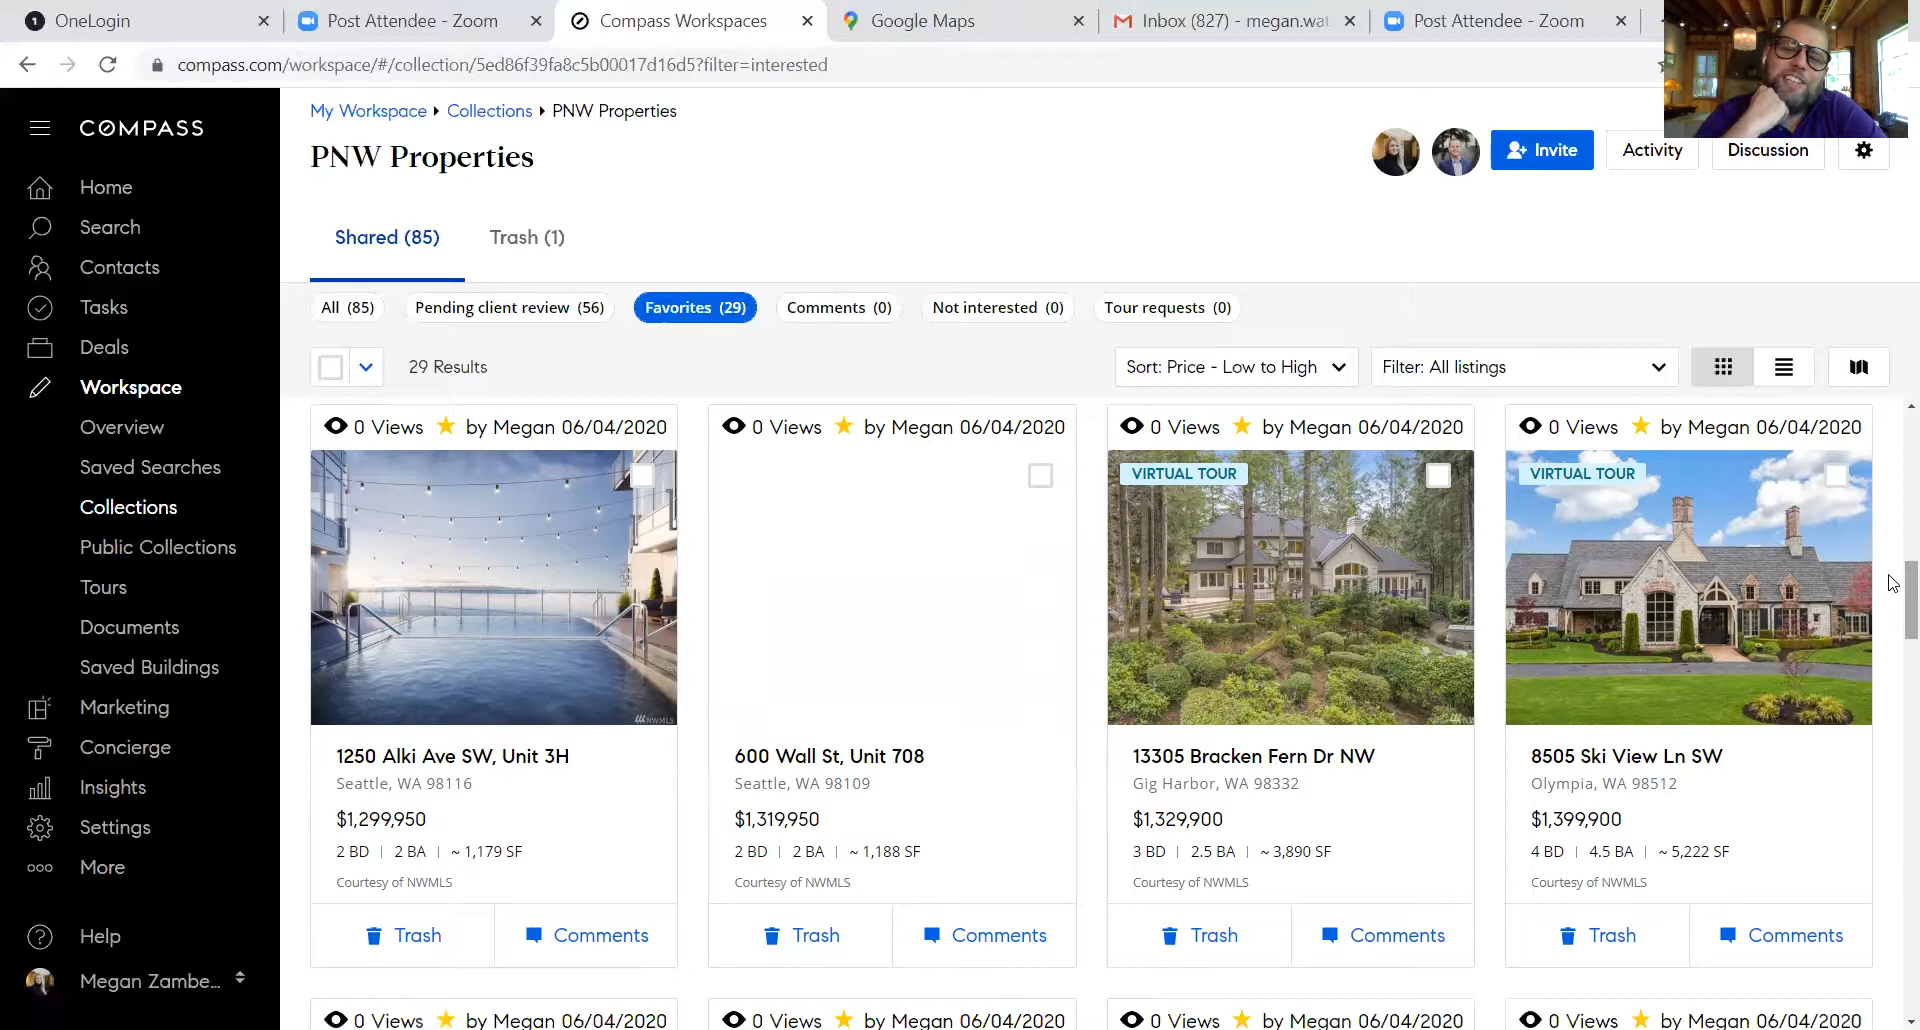 OneLogin
Post Attendee - Zoom
Compass Workspaces
Google Maps
Inbox (827) - megan.wat
Post Attendee - Zoom
compass.com/workspace/#/collection/5ed86f39fa8c5b00017d16d5?filter=interested
COMPASS
Home
Search
Contacts
Tasks
Deals
Workspace
Overview
Saved Searches
Collections
Public Collections
Tours
Documents
Saved Buildings
Marketing
Concierge
Insights
Settings
More
Help
Megan Zambe...
My Workspace Collections PNW Properties
PNW Properties
Invite
Activity
Discussion
Shared (85)
Trash (1)
All (85)
Pending client review (56)
Favorites (29)
Comments (0)
Not interested (0)
Tour requests (0)
29 Results
Sort: Price - Low to High
Filter: All listings
0 Views by Megan 06/04/2020
NWMLS
1250 Alki Ave SW, Unit 3H
Seattle, WA 98116
$1,299,950
2 BD | 2 BA | ~ 1,179 SF
Courtesy of NWMLS
Trash
Comments
0 Views by Megan 06/04/2020
600 Wall St, Unit 708
Seattle, WA 98109
$1,319,950
2 BD | 2 BA | ~ 1,188 SF
Courtesy of NWMLS
Trash
Comments
0 Views by Megan 06/04/2020
VIRTUAL TOUR
NWMLS
13305 Bracken Fern Dr NW
Gig Harbor, WA 98332
$1,329,900
3 BD | 2.5 BA | ~ 3,890 SF
Courtesy of NWMLS
Trash
Comments
0 Views by Megan 06/04/2020
VIRTUAL TOUR
8505 Ski View Ln SW
Olympia, WA 98512
$1,399,900
4 BD | 4.5 BA | ~ 5,222 SF
Courtesy of NWMLS
Trash
Comments
0 Views by Megan 06/04/2020
0 Views by Megan 06/04/2020
0 Views by Megan 06/04/2020
0 Views by Megan 06/04/2020